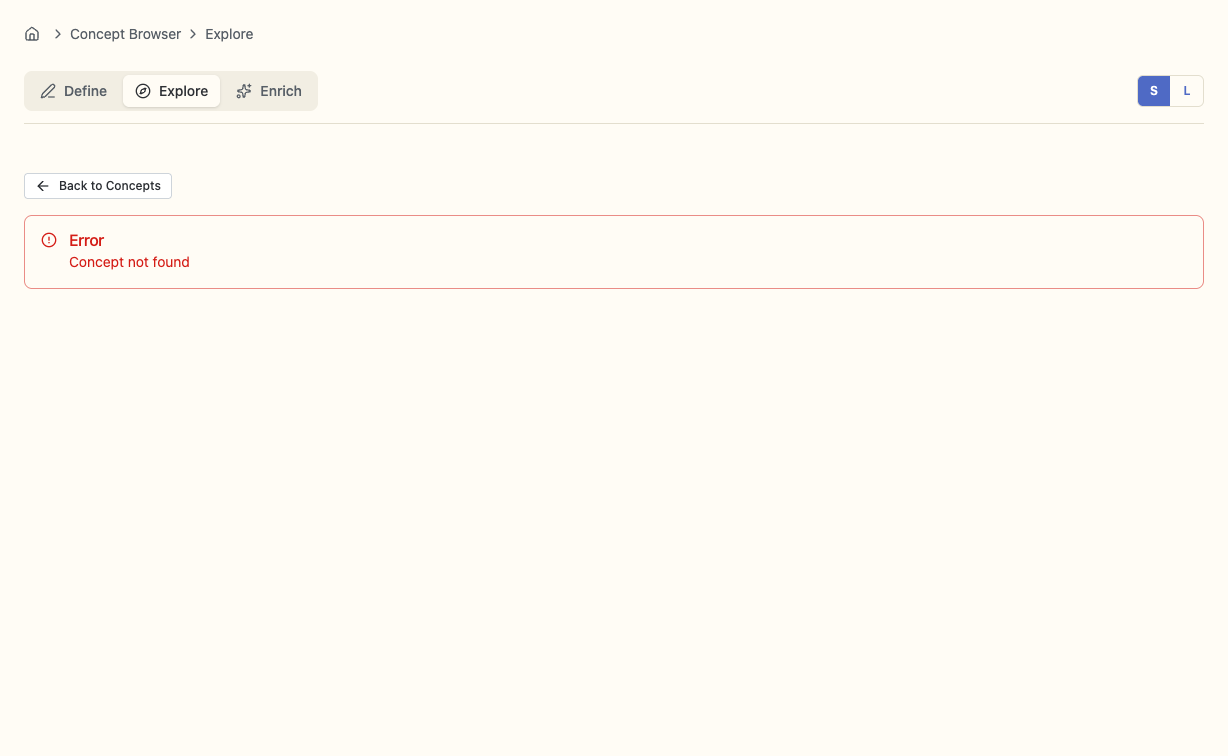 Concept Browser Explore
Define Explore Enrich S L
Back to Concepts
Error
Concept not found